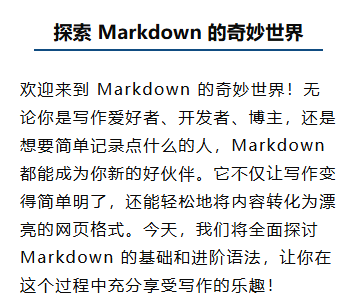 探索 Markdown 的奇妙世界
欢迎来到 Markdown 的奇妙世界！无
论你是写作爱好者、开发者、博主，还是
想要简单记录点什么的人，Markdown
都能成为你新的好伙伴。它不仅让写作变
得简单明了，还能轻松地将内容转化为漂
亮的网页格式。今天，我们将全面探讨
Markdown 的基础和进阶语法，让你在
这个过程中充分享受写作的乐趣！